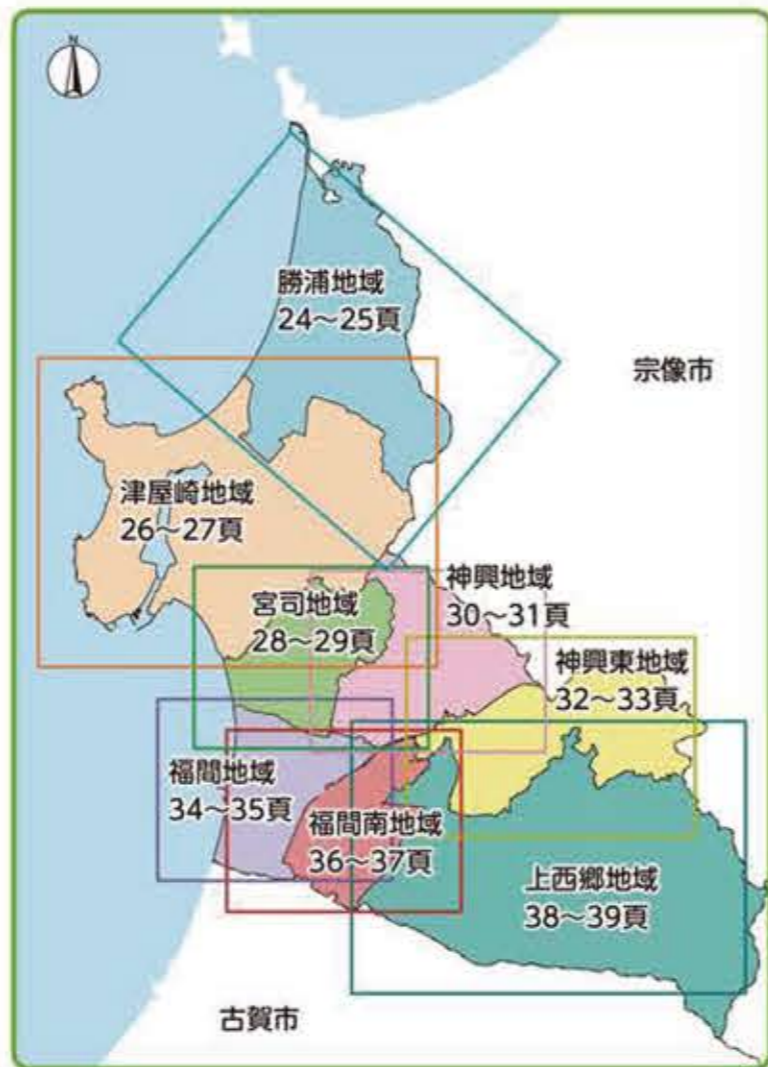 N
勝浦地域
24〜25頁
宗像市
津屋崎地域
26〜27頁
宮司地域
28〜29頁
神興地域
30〜31頁
神興東地域
32〜33頁
福間地域
34〜35頁
福間南地域
36〜37頁
上西郷地域
38〜39頁
古賀市